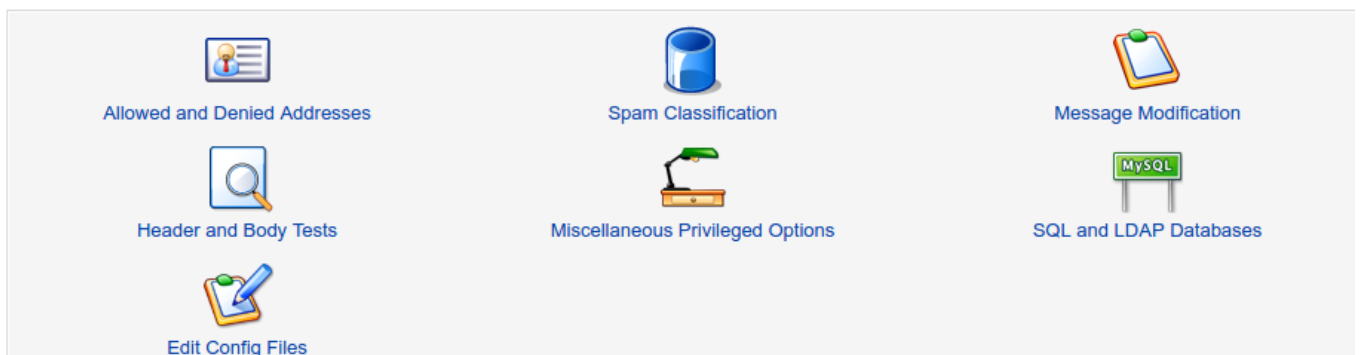 Allowed and Denied Addresses
Spam Classification
Message Modification
MySQL
Header and Body Tests
Miscellaneous Privileged Options
SQL and LDAP Databases
Edit Config Files